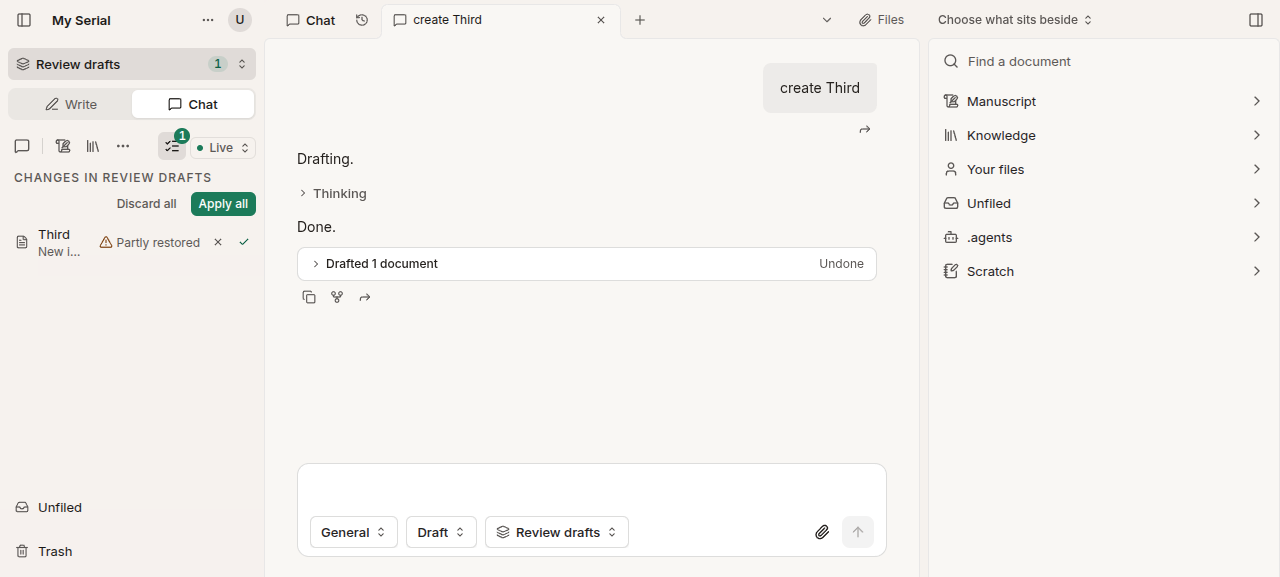 My Serial
U
Review drafts
1
Write
Chat
1
Live
CHANGES IN REVIEW DRAFTS
Discard all
Apply all
Third
New i...
Partly restored
Unfiled
Trash
Chat
create Third
Files
create Third
Drafting.
Thinking
Done.
Drafted 1 document
Undone
General
Draft
Review drafts
Choose what sits beside
Find a document
Manuscript
Knowledge
Your files
Unfiled
.agents
Scratch